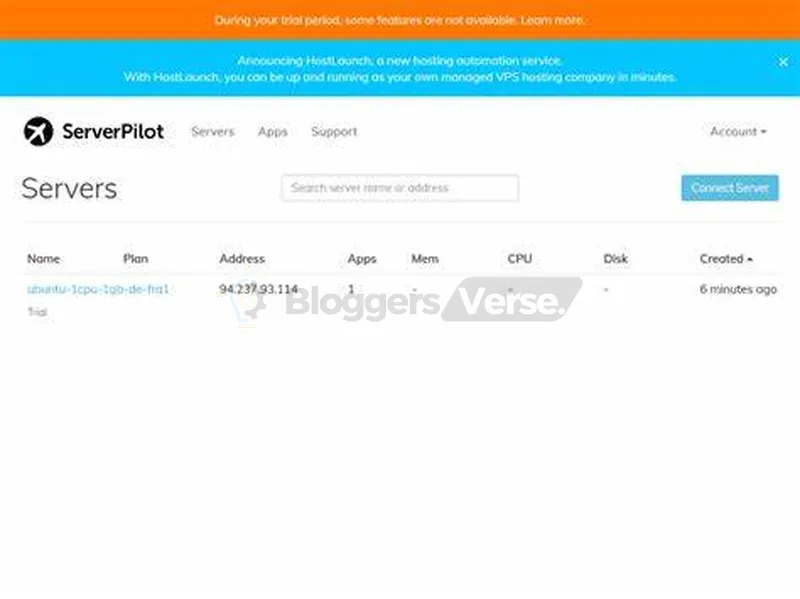 During your trial period, some features are not available. Learn more.
Announcing HostLaunch, a new hosting automation service.
With HostLaunch, you can be up and running as your own managed VPS hosting company in minutes.
×
ServerPilot Servers Apps Support Account
Servers Search server name or address Connect Server
Name Plan Address Apps Mem CPU Disk Created
ubuntu-1cpu-1gb-de-fra1 94.237.93.114 1 - - - 6 minutes ago
Trial
Bloggers Verse.